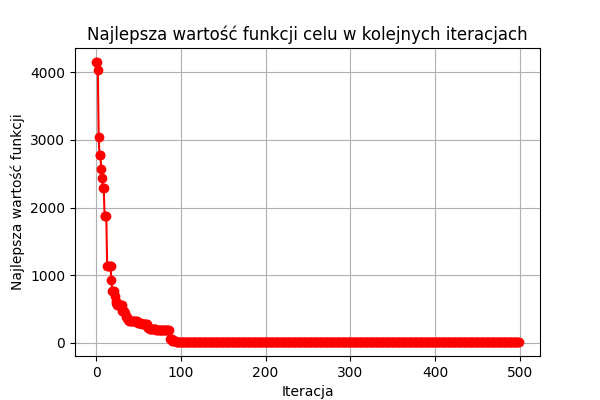 Najlepsza wartość funkcji celu w kolejnych iteracjach
Najlepsza wartość funkcji
4000
3000
2000
1000
0
0 100 200 300 400 500
Iteracja